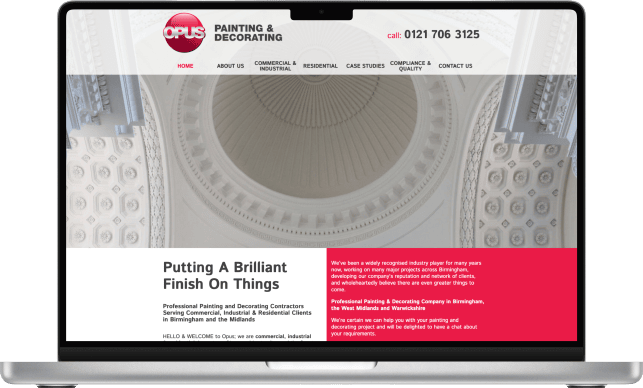 OPUS
PAINTING &
DECORATING
call: 0121 706 3125
HOME
ABOUT US
COMMERCIAL &
INDUSTRIAL
RESIDENTIAL
CASE STUDIES
COMPLIANCE &
QUALITY
CONTACT US
Putting A Brilliant
Finish On Things
Professional Painting and Decorating Contractors
Serving Commercial, Industrial & Residential Clients
in Birmingham and the Midlands
HELLO & WELCOME to Opus; we are commercial, industrial
We've been a widely recognised industry player for many years
now, working on many major projects across Birmingham,
developing our company's reputation and network of clients,
and wholeheartedly believe there are even greater things to
come.
Professional Painting & Decorating Company in Birmingham,
the West Midlands and Warwickshire
We're certain we can help you with your painting and
decorating project and will be delighted to have a chat about
your requirements.